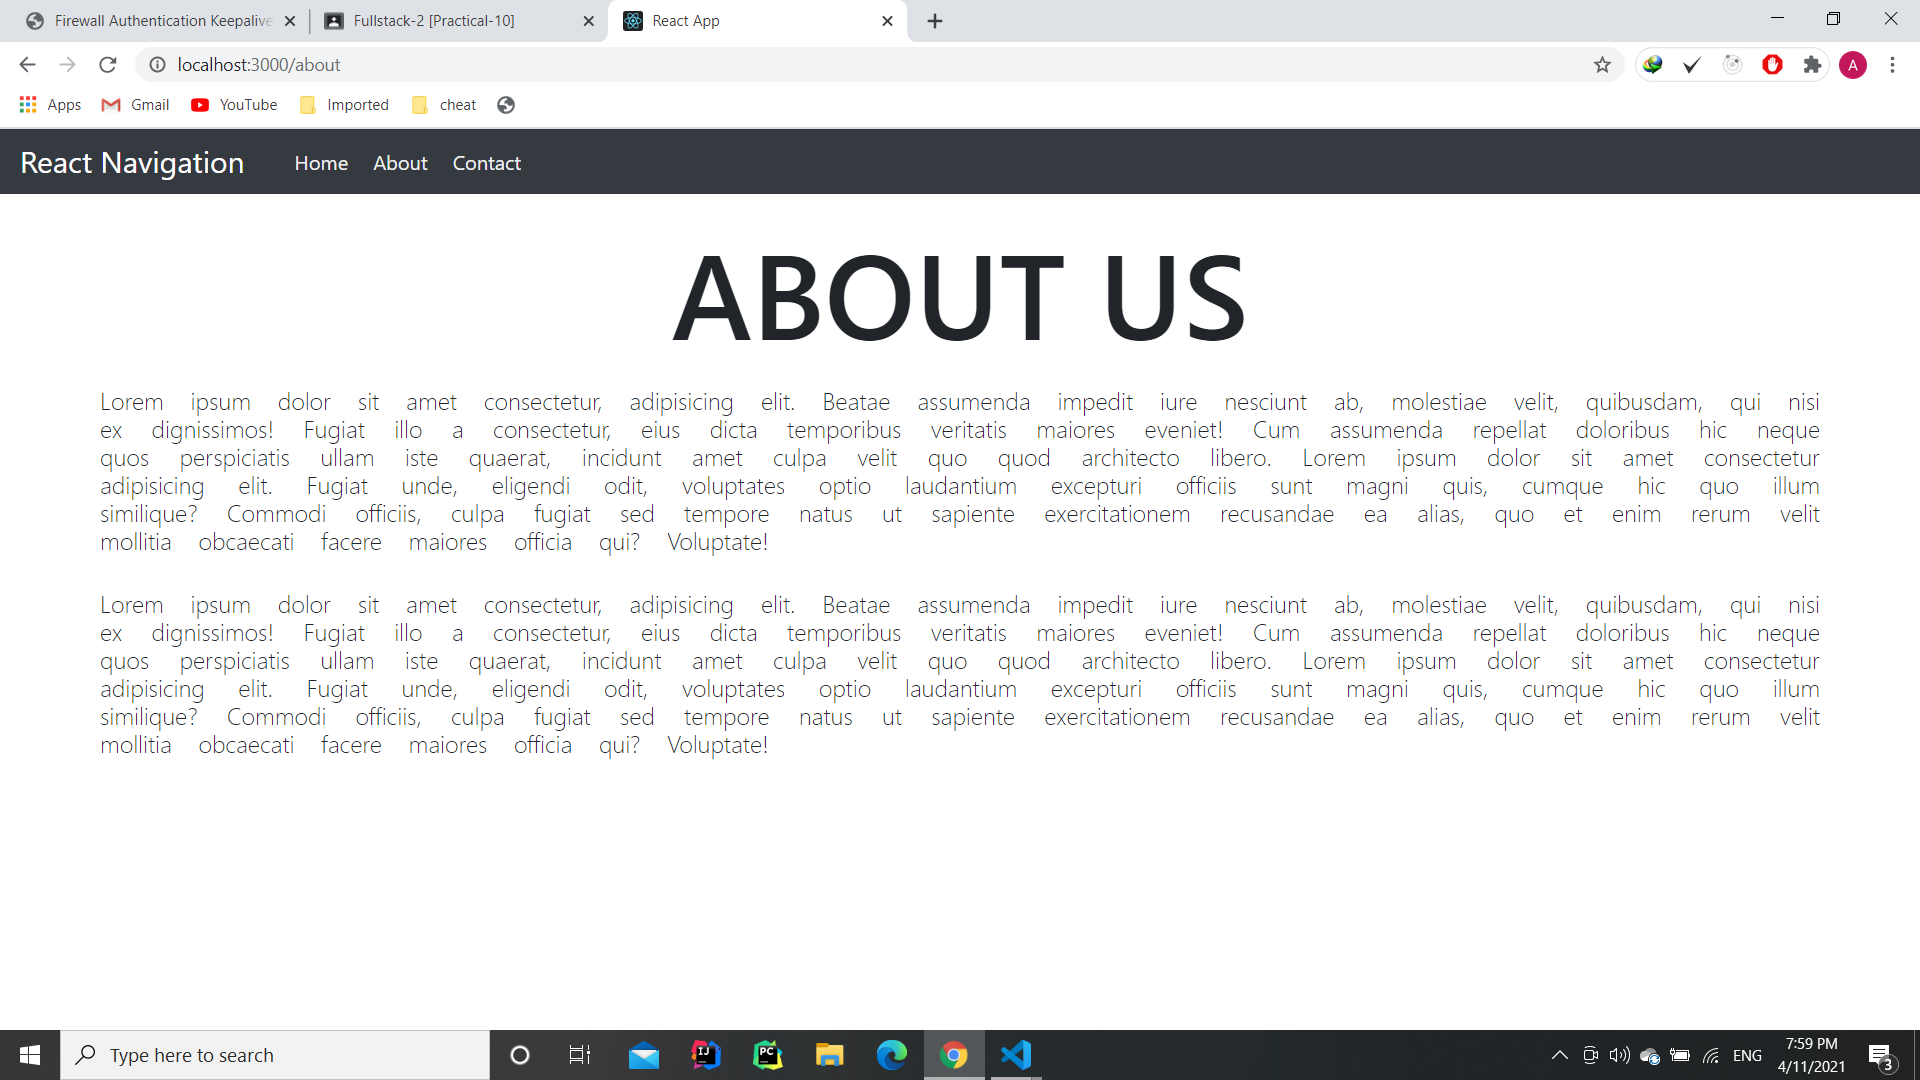 Firewall Authentication Keepalive
Fullstack-2 [Practical-10]
React App
localhost:3000/about
A
Apps
Gmail
YouTube
Imported
cheat
React Navigation
Home
About
Contact
ABOUT US
Lorem ipsum dolor sit amet consectetur, adipisicing elit. Beatae assumenda impedit iure nesciunt ab, molestiae velit, quibusdam, qui nisi
ex dignissimos! Fugiat illo a consectetur, eius dicta temporibus veritatis maiores eveniet! Cum assumenda repellat doloribus hic neque
quos perspiciatis ullam iste quaerat, incidunt amet culpa velit quo quod architecto libero. Lorem ipsum dolor sit amet consectetur
adipisicing elit. Fugiat unde, eligendi odit, voluptates optio laudantium excepturi officiis sunt magni quis, cumque hic quo illum
similique? Commodi officiis, culpa fugiat sed tempore natus ut sapiente exercitationem recusandae ea alias, quo et enim rerum velit
mollitia obcaecati facere maiores officia qui? Voluptate!
Lorem ipsum dolor sit amet consectetur, adipisicing elit. Beatae assumenda impedit iure nesciunt ab, molestiae velit, quibusdam, qui nisi
ex dignissimos! Fugiat illo a consectetur, eius dicta temporibus veritatis maiores eveniet! Cum assumenda repellat doloribus hic neque
quos perspiciatis ullam iste quaerat, incidunt amet culpa velit quo quod architecto libero. Lorem ipsum dolor sit amet consectetur
adipisicing elit. Fugiat unde, eligendi odit, voluptates optio laudantium excepturi officiis sunt magni quis, cumque hic quo illum
similique? Commodi officiis, culpa fugiat sed tempore natus ut sapiente exercitationem recusandae ea alias, quo et enim rerum velit
mollitia obcaecati facere maiores officia qui? Voluptate!
Type here to search
IJ
PC
ENG
7:59 PM
4/11/2021
3